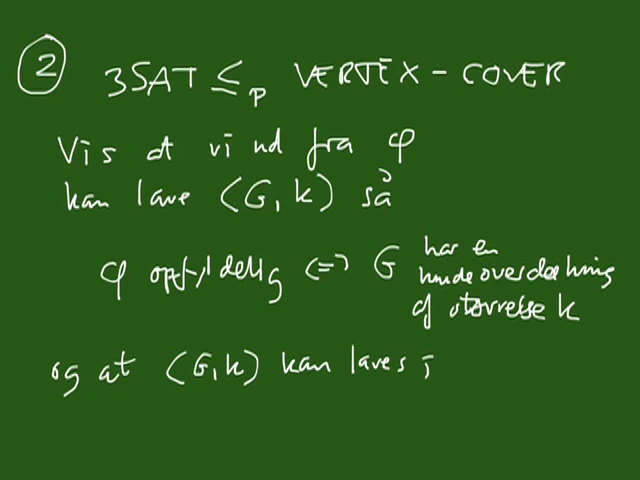 2 3SAT ≤p VERTEX-COVER
Vis at vi ud fra φ
kan lave (G, k) så
φ opfyldelig <=> G har en
knudeoverdækning
af størrelse k
og at (G, k) kan laves i